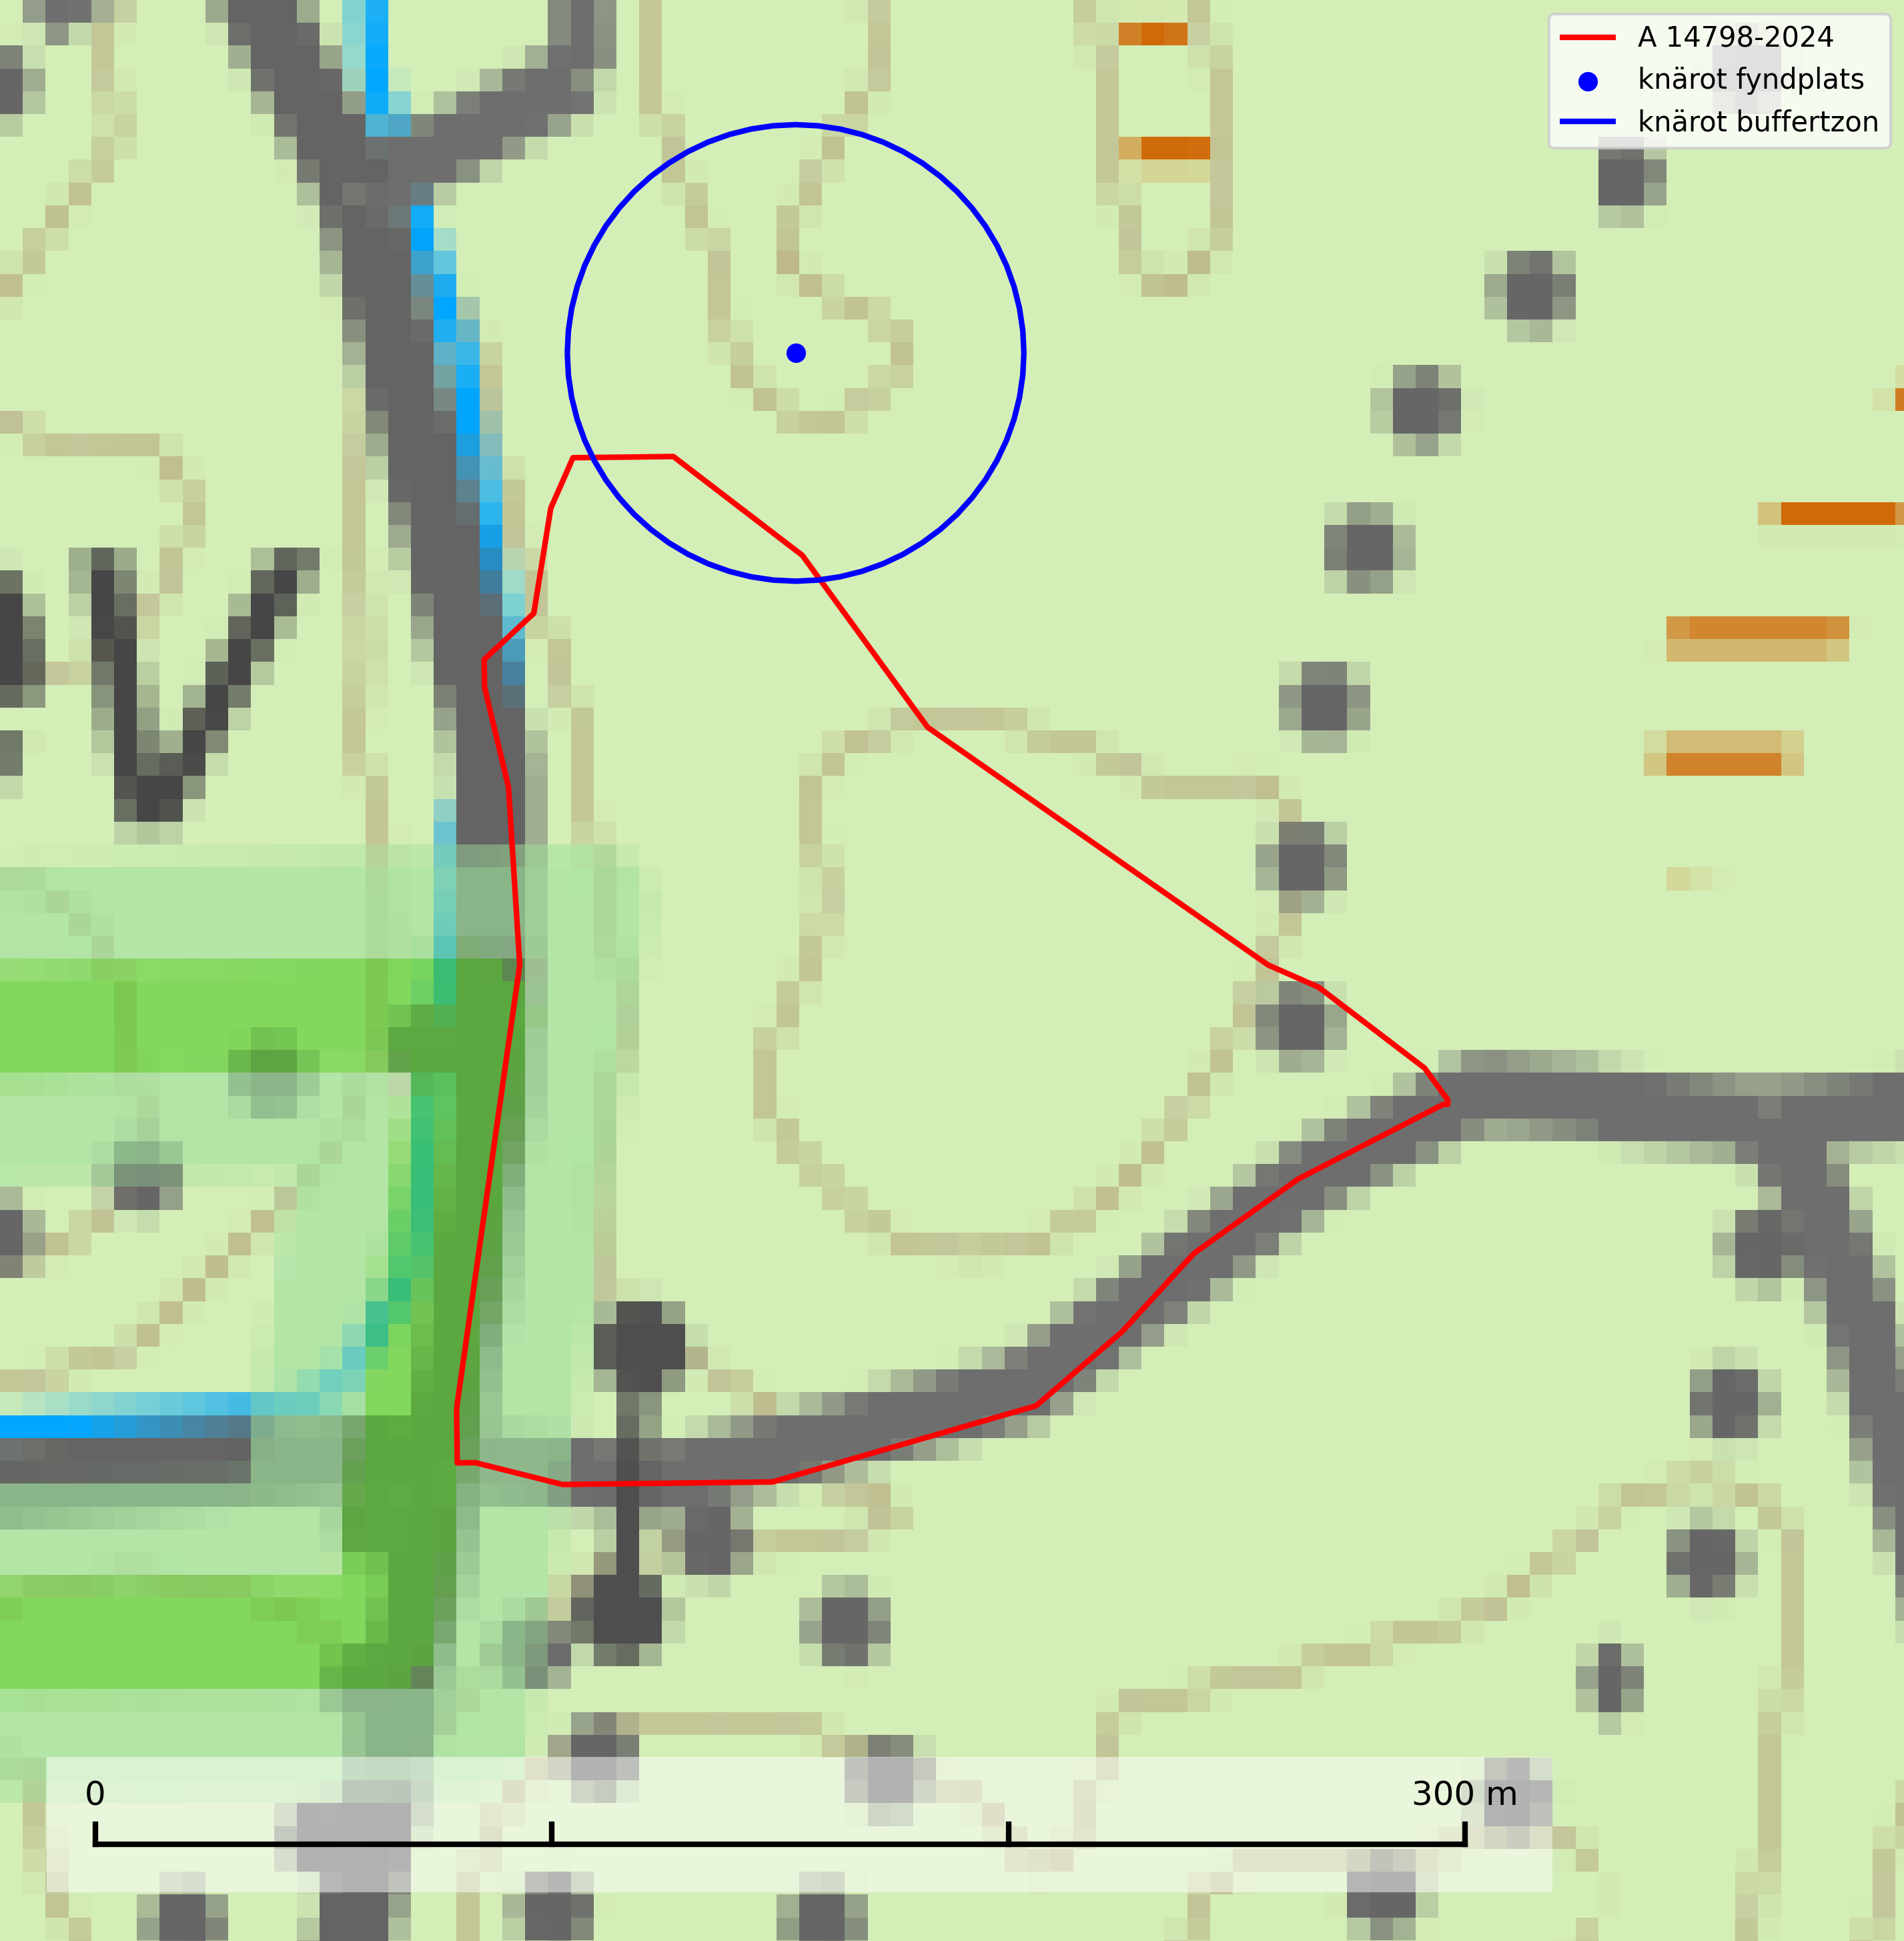 A 14798-2024
knärot fyndplats
knärot buffertzon
0
300 m